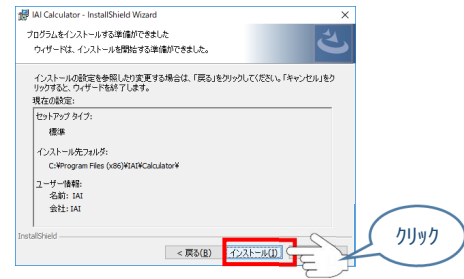 IAI Calculator - InstallShield Wizard
プログラムをインストールする準備ができました
ウィザードは、インストールを開始する準備ができました。
インストールの設定を参照したり変更する場合は、「戻る」をクリックしてください。「キャンセル」をク
リックすると、ウィザードを終了します。
現在の設定:
セットアップ タイプ:
標準
インストール先フォルダ:
C:¥Program Files (x86)¥IAI¥Calculator¥
ユーザー情報:
名前: IAI
会社: IAI
InstallShield
< 戻る(B)
インストール(I)
クリック